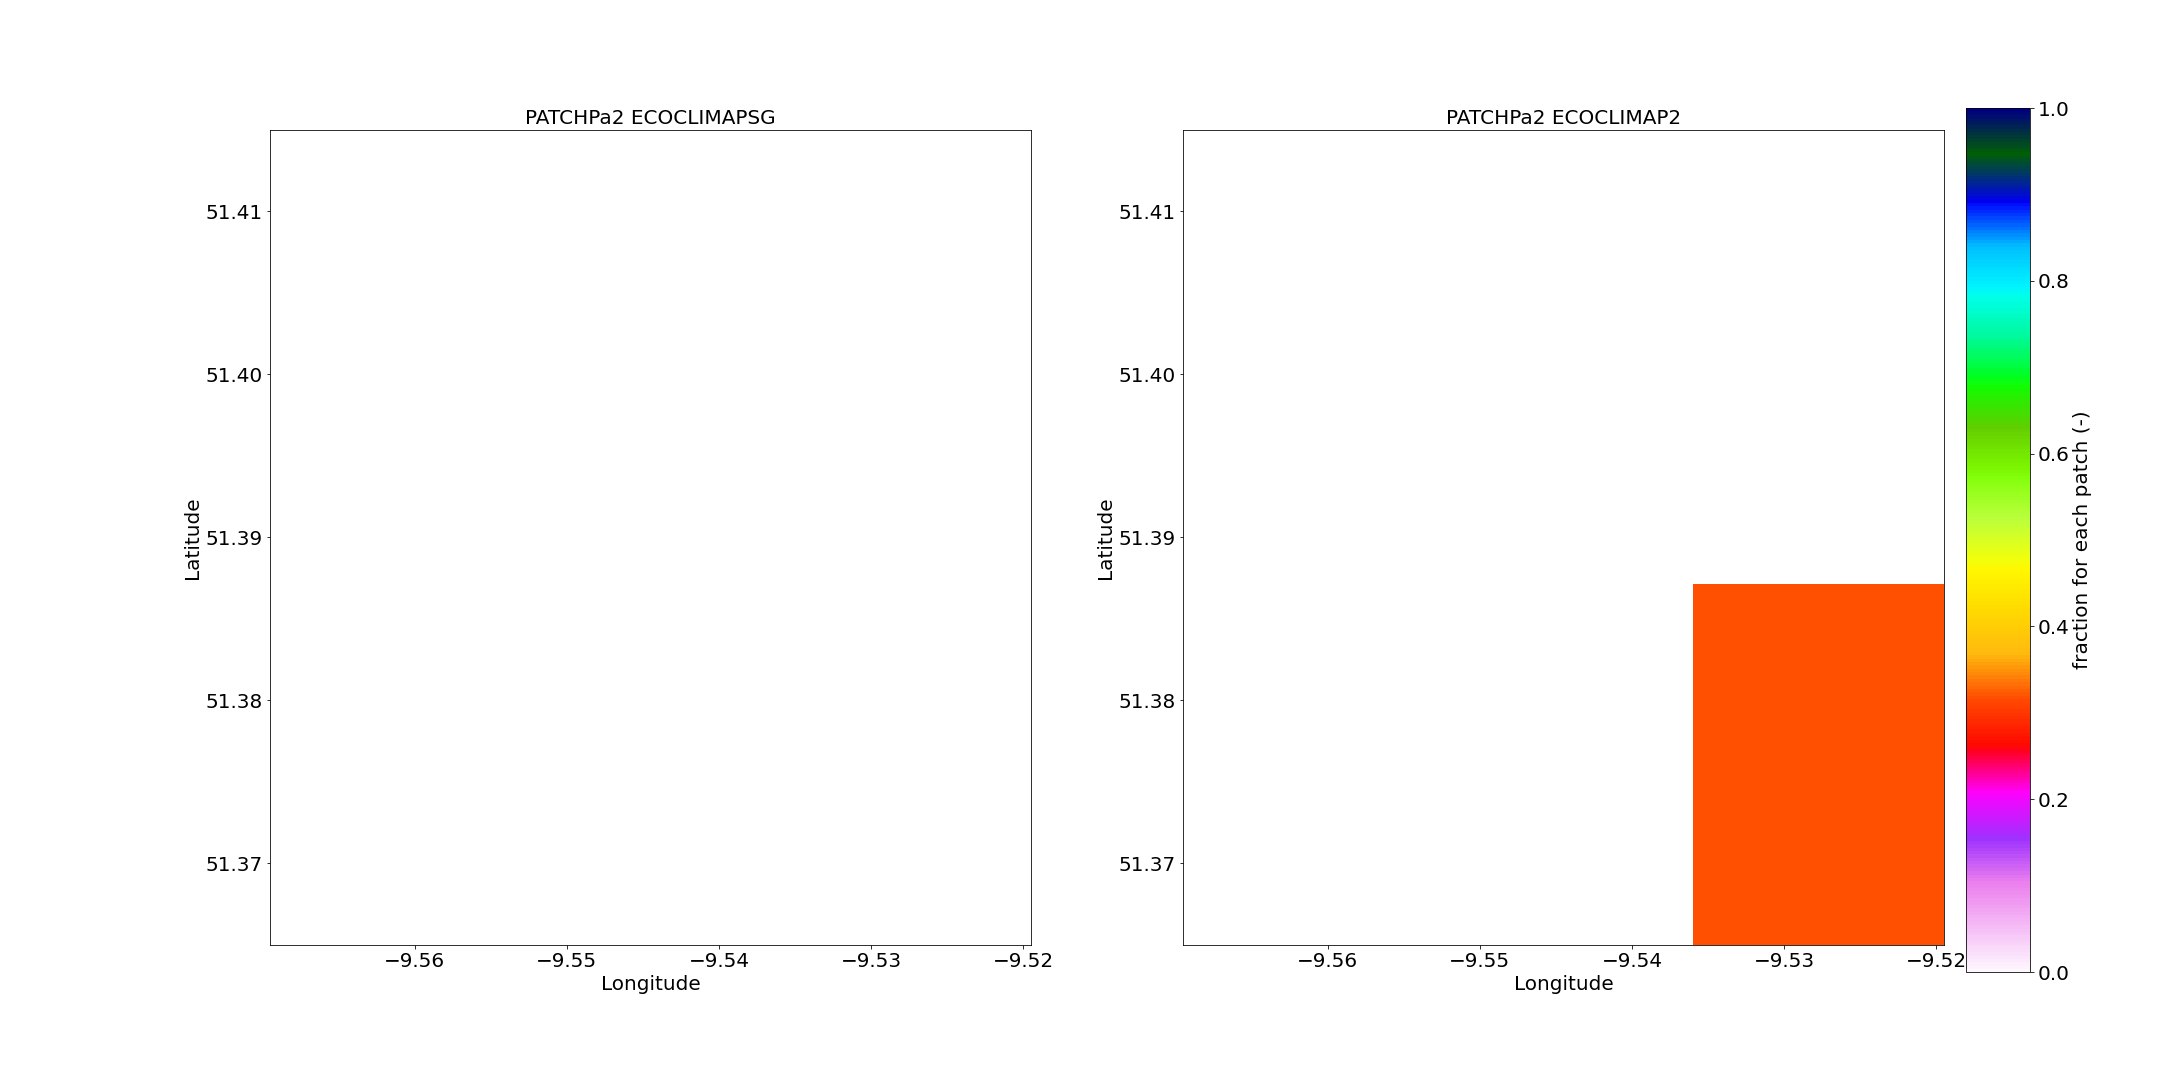 PATCHPa2 ECOCLIMAPSG
51.41
51.40
51.39
51.38
51.37
Latitude
−9.56 −9.55 −9.54 −9.53 −9.52
Longitude
PATCHPa2 ECOCLIMAP2
51.41
51.40
51.39
51.38
51.37
Latitude
−9.56 −9.55 −9.54 −9.53 −9.52
Longitude
1.0
0.8
0.6
0.4
0.2
0.0
fraction for each patch (-)